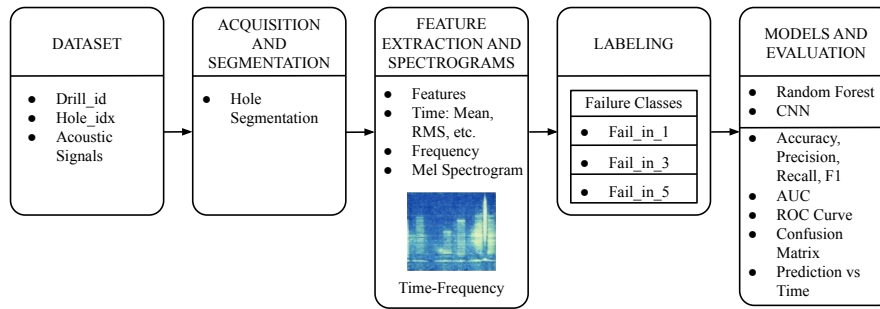 DATASET
● Drill_id
● Hole_idx
● Acoustic
Signals
ACQUISITION
AND
SEGMENTATION
● Hole
Segmentation
FEATURE
EXTRACTION AND
SPECTROGRAMS
● Features
● Time: Mean,
RMS, etc.
● Frequency
● Mel Spectrogram
Time-Frequency
LABELING
Failure Classes
● Fail_in_1
● Fail_in_3
● Fail_in_5
MODELS AND
EVALUATION
● Random Forest
● CNN
● Accuracy,
Precision,
Recall, F1
● AUC
● ROC Curve
● Confusion
Matrix
● Prediction vs
Time